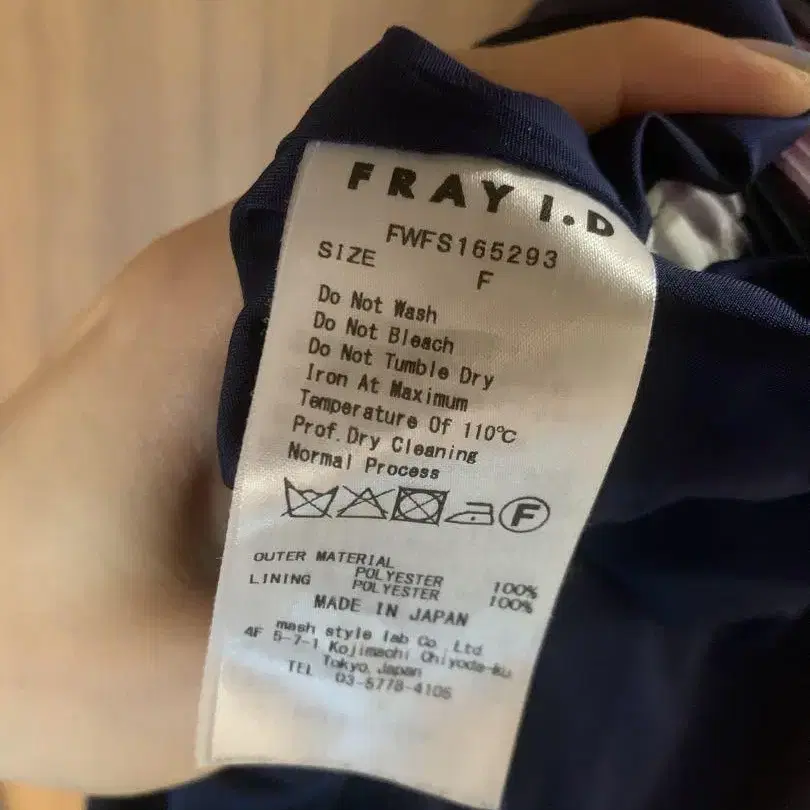 FRAY I.D
FWFS165293
SIZE F
Do Not Wash
Do Not Bleach
Do Not Tumble Dry
Iron At Maximum
Temperature Of 110℃
Prof.Dry Cleaning
Normal Process
F
OUTER MATERIAL
POLYESTER 100%
LINING POLYESTER 100%
MADE IN JAPAN
mash style lab Co.,Ltd
4F 5-7-1 Kojimachi Chiyoda-ku
Tokyo,Japan
TEL 03-5778-4105